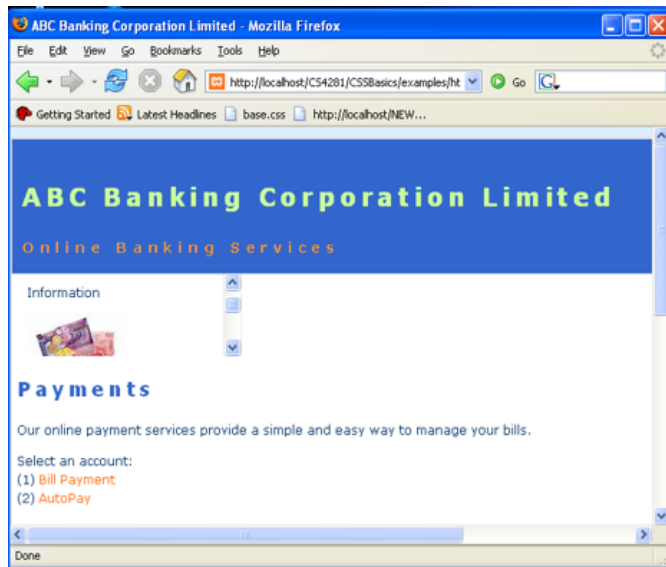 ABC Banking Corporation Limited - Mozilla Firefox
File Edit View Go Bookmarks Tools Help
http://localhost/CS4281/CSSBasics/examples/ht Go G
Getting Started Latest Headlines base.css http://localhost/NEW...
ABC Banking Corporation Limited
Online Banking Services
Information
Payments
Our online payment services provide a simple and easy way to manage your bills.
Select an account:
(1) Bill Payment
(2) AutoPay
Done